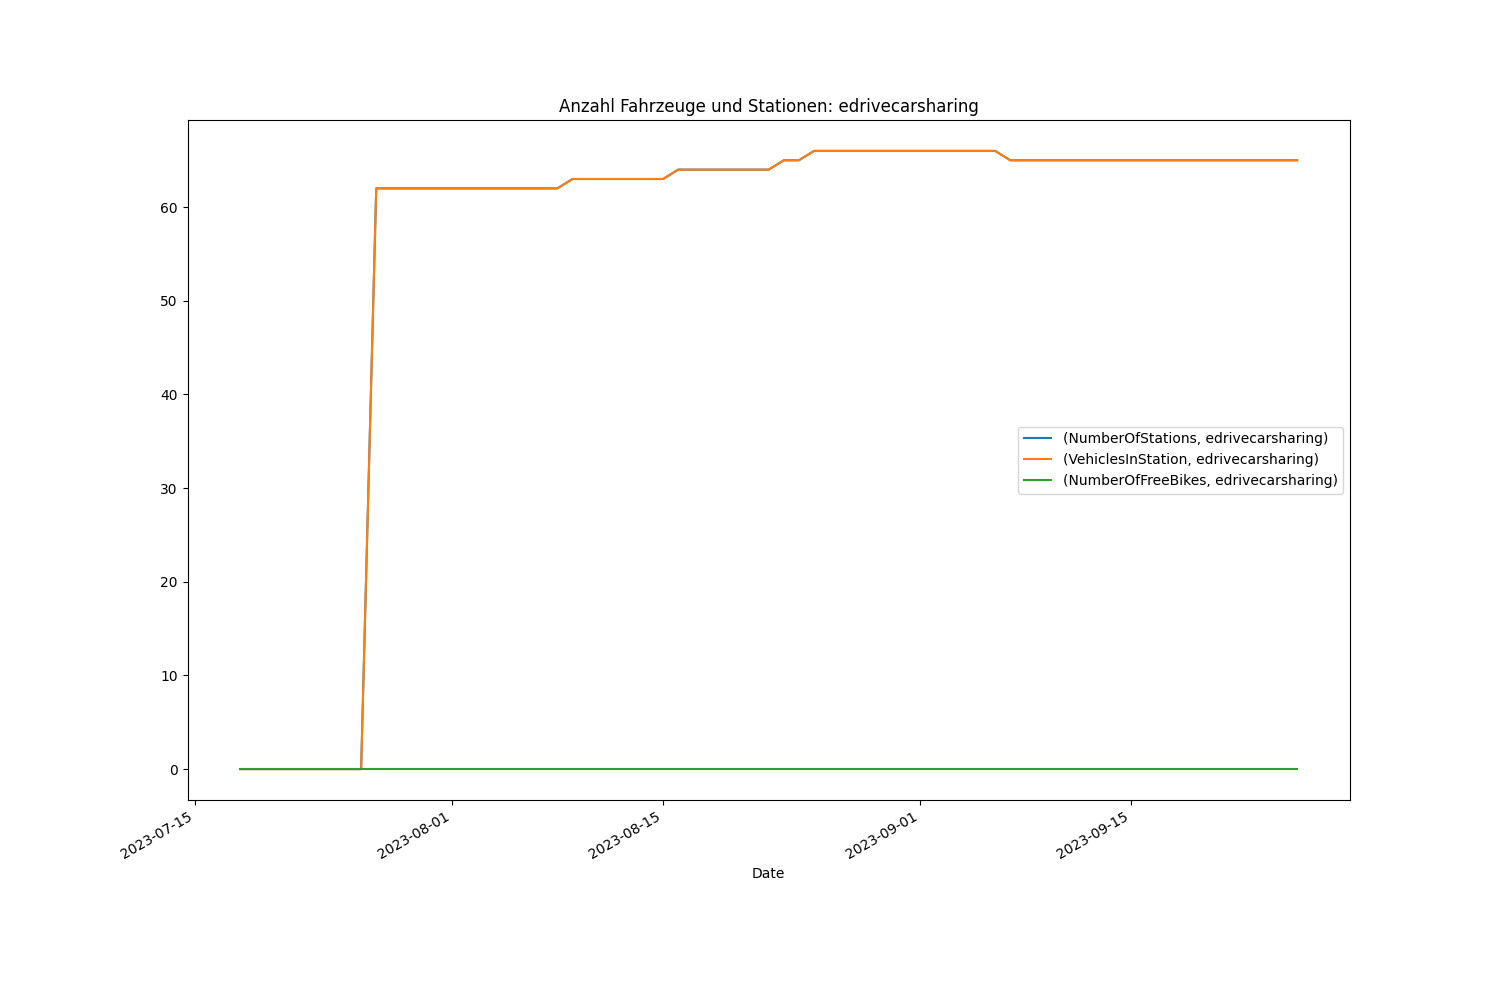 Anzahl Fahrzeuge und Stationen: edrivecarsharing
60
50
40
30
20
10
0
(NumberOfStations, edrivecarsharing)
(VehiclesInStation, edrivecarsharing)
(NumberOfFreeBikes, edrivecarsharing)
2023-07-15
2023-08-01
2023-08-15
2023-09-01
2023-09-15
Date